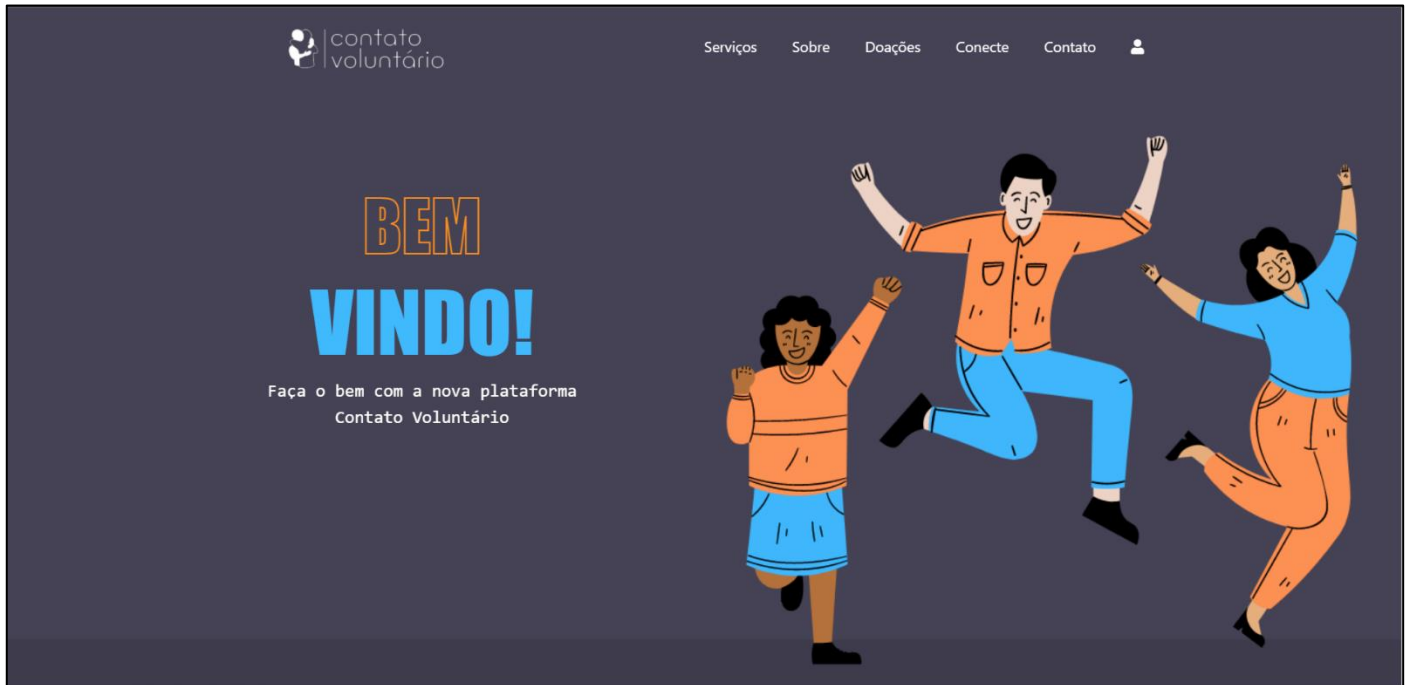 contato
voluntário
Serviços Sobre Doações Conecte Contato
BEM
VINDO!
Faça o bem com a nova plataforma
Contato Voluntário